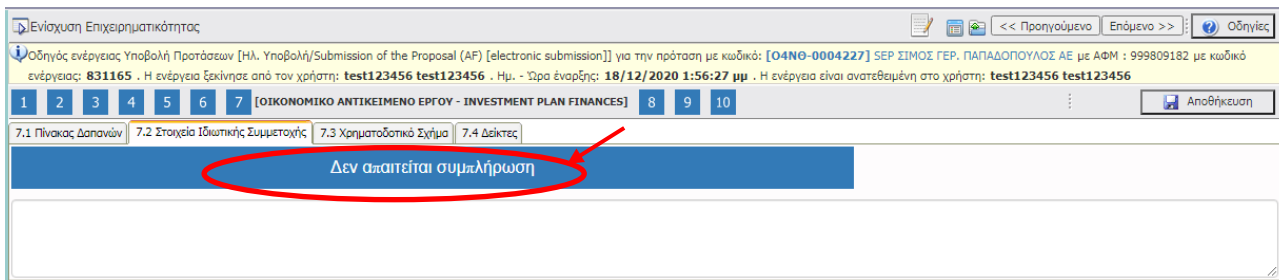 Ενίσχυση Επιχειρηματικότητας << Προηγούμενο Επόμενο >> Οδηγίες
Οδηγός ενέργειας Υποβολή Προτάσεων [Ηλ. Υποβολή/Submission of the Proposal (AF) [electronic submission]] για την πρόταση με κωδικό: [Ο4ΝΘ-0004227] SEP ΣΙΜΟΣ ΓΕΡ. ΠΑΠΑΔΟΠΟΥΛΟΣ ΑΕ με ΑΦΜ : 999809182 με κωδικό
ενέργειας: 831165 . Η ενέργεια ξεκίνησε από τον χρήστη: test123456 test123456 . Ημ. - Ώρα έναρξης: 18/12/2020 1:56:27 μμ . Η ενέργεια είναι ανατεθειμένη στο χρήστη: test123456 test123456
1 2 3 4 5 6 7 [ΟΙΚΟΝΟΜΙΚΟ ΑΝΤΙΚΕΙΜΕΝΟ ΕΡΓΟΥ - INVESTMENT PLAN FINANCES] 8 9 10 Αποθήκευση
7.1 Πίνακας Δαπανών 7.2 Στοιχεία Ιδιωτικής Συμμετοχής 7.3 Χρηματοδοτικό Σχήμα 7.4 Δείκτες
Δεν απαιτείται συμπλήρωση